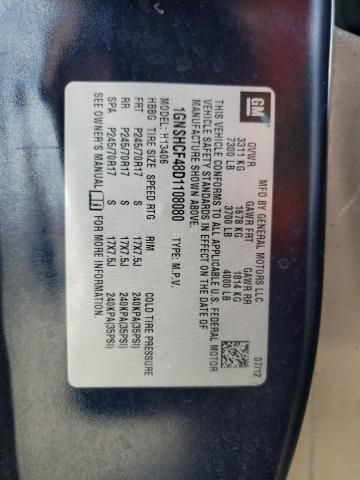 GM
MFD BY GENERAL MOTORS LLC
07/12
GVWR GAWR FRT GAWR RR
3311 KG 1678 KG 1814 KG
7300 LB 3700 LB 4000 LB
THIS VEHICLE CONFORMS TO ALL APPLICABLE U.S. FEDERAL MOTOR
VEHICLE SAFETY STANDARDS IN EFFECT ON THE DATE OF
MANUFACTURE SHOWN ABOVE.
1GNSHCF48D1108080 TYPE: M.P.V.
MODEL: H13406
HBBG TIRE SIZE SPEED RTG RIM COLD TIRE PRESSURE
FRT P245/70R17 S 17X7.5J 240KPA(35PSI)
RR P245/70R17 S 17X7.5J 240KPA(35PSI)
SPA P245/70R17 S 17X7.5J 240KPA(35PSI)
SEE OWNER'S MANUAL FOR MORE INFORMATION.